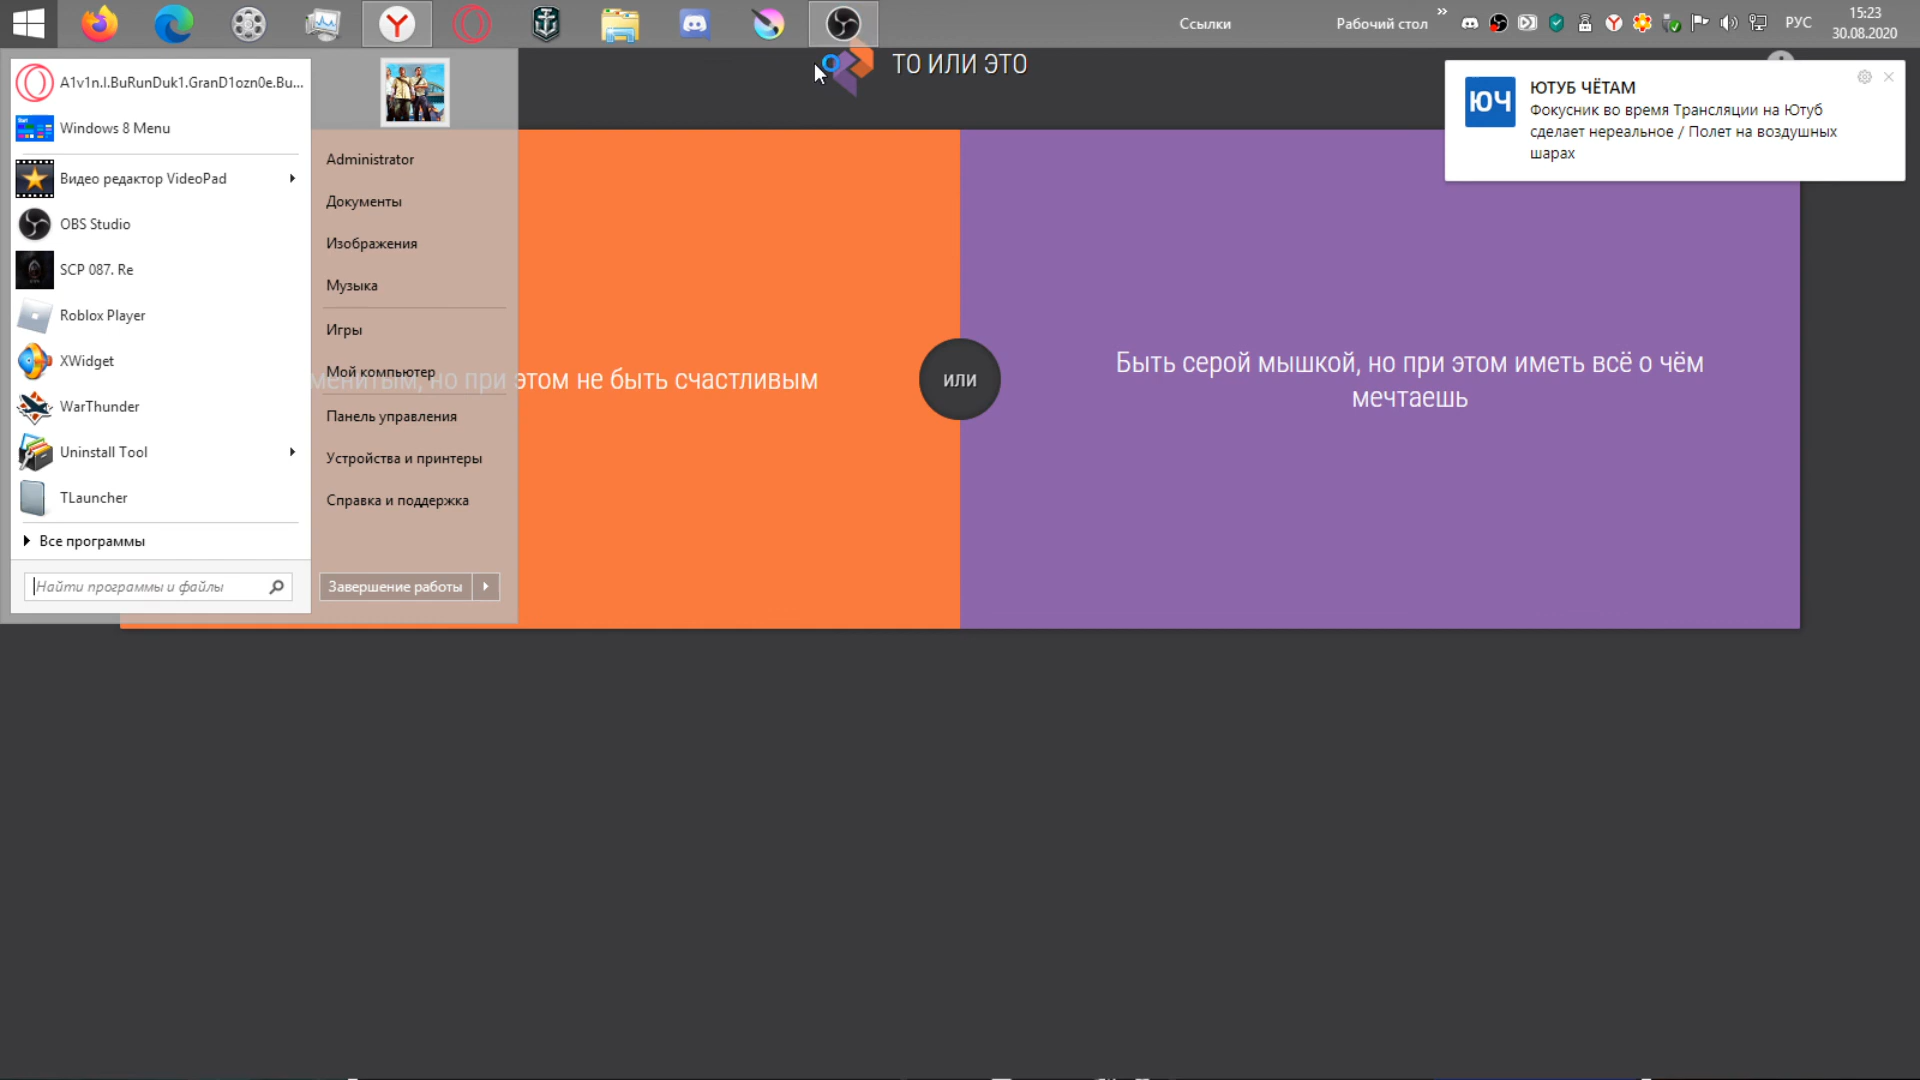 Ссылки
Рабочий стол
»
РУС
15:23
30.08.2020
ТО ИЛИ ЭТО
ЮЧ
ЮТУБ ЧЁТАМ
Фокусник во время Трансляции на Ютуб
сделает нереальное / Полет на воздушных
шарах
A1v1n.I.BuRunDuk1.GranD1ozn0e.Bu...
Windows 8 Menu
Видео редактор VideoPad
OBS Studio
SCP 087. Re
Roblox Player
XWidget
WarThunder
Uninstall Tool
TLauncher
Все программы
Найти программы и файлы
Administrator
Документы
Изображения
Музыка
Игры
Мой компьютер
Панель управления
Устройства и принтеры
Справка и поддержка
Завершение работы
но при этом не быть счастливым
или
Быть серой мышкой, но при этом иметь всё о чём
мечтаешь